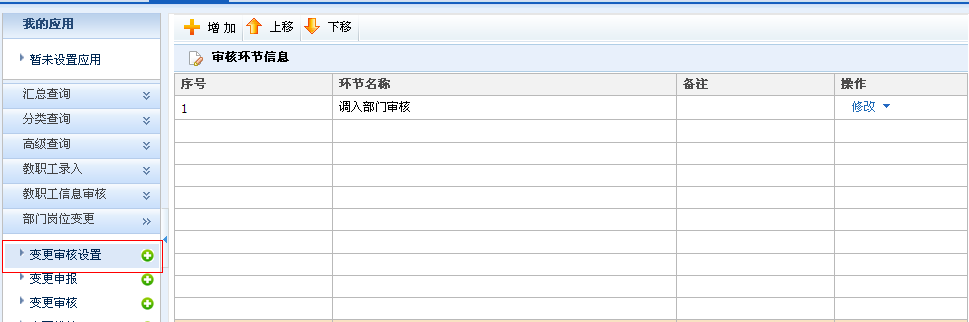 我的应用
暂未设置应用
汇总查询
分类查询
高级查询
教职工录入
教职工信息审核
部门岗位变更
变更审核设置
变更申报
变更审核
增 加 上移 下移
审核环节信息
序号 环节名称 备注 操作
1 调入部门审核 修改